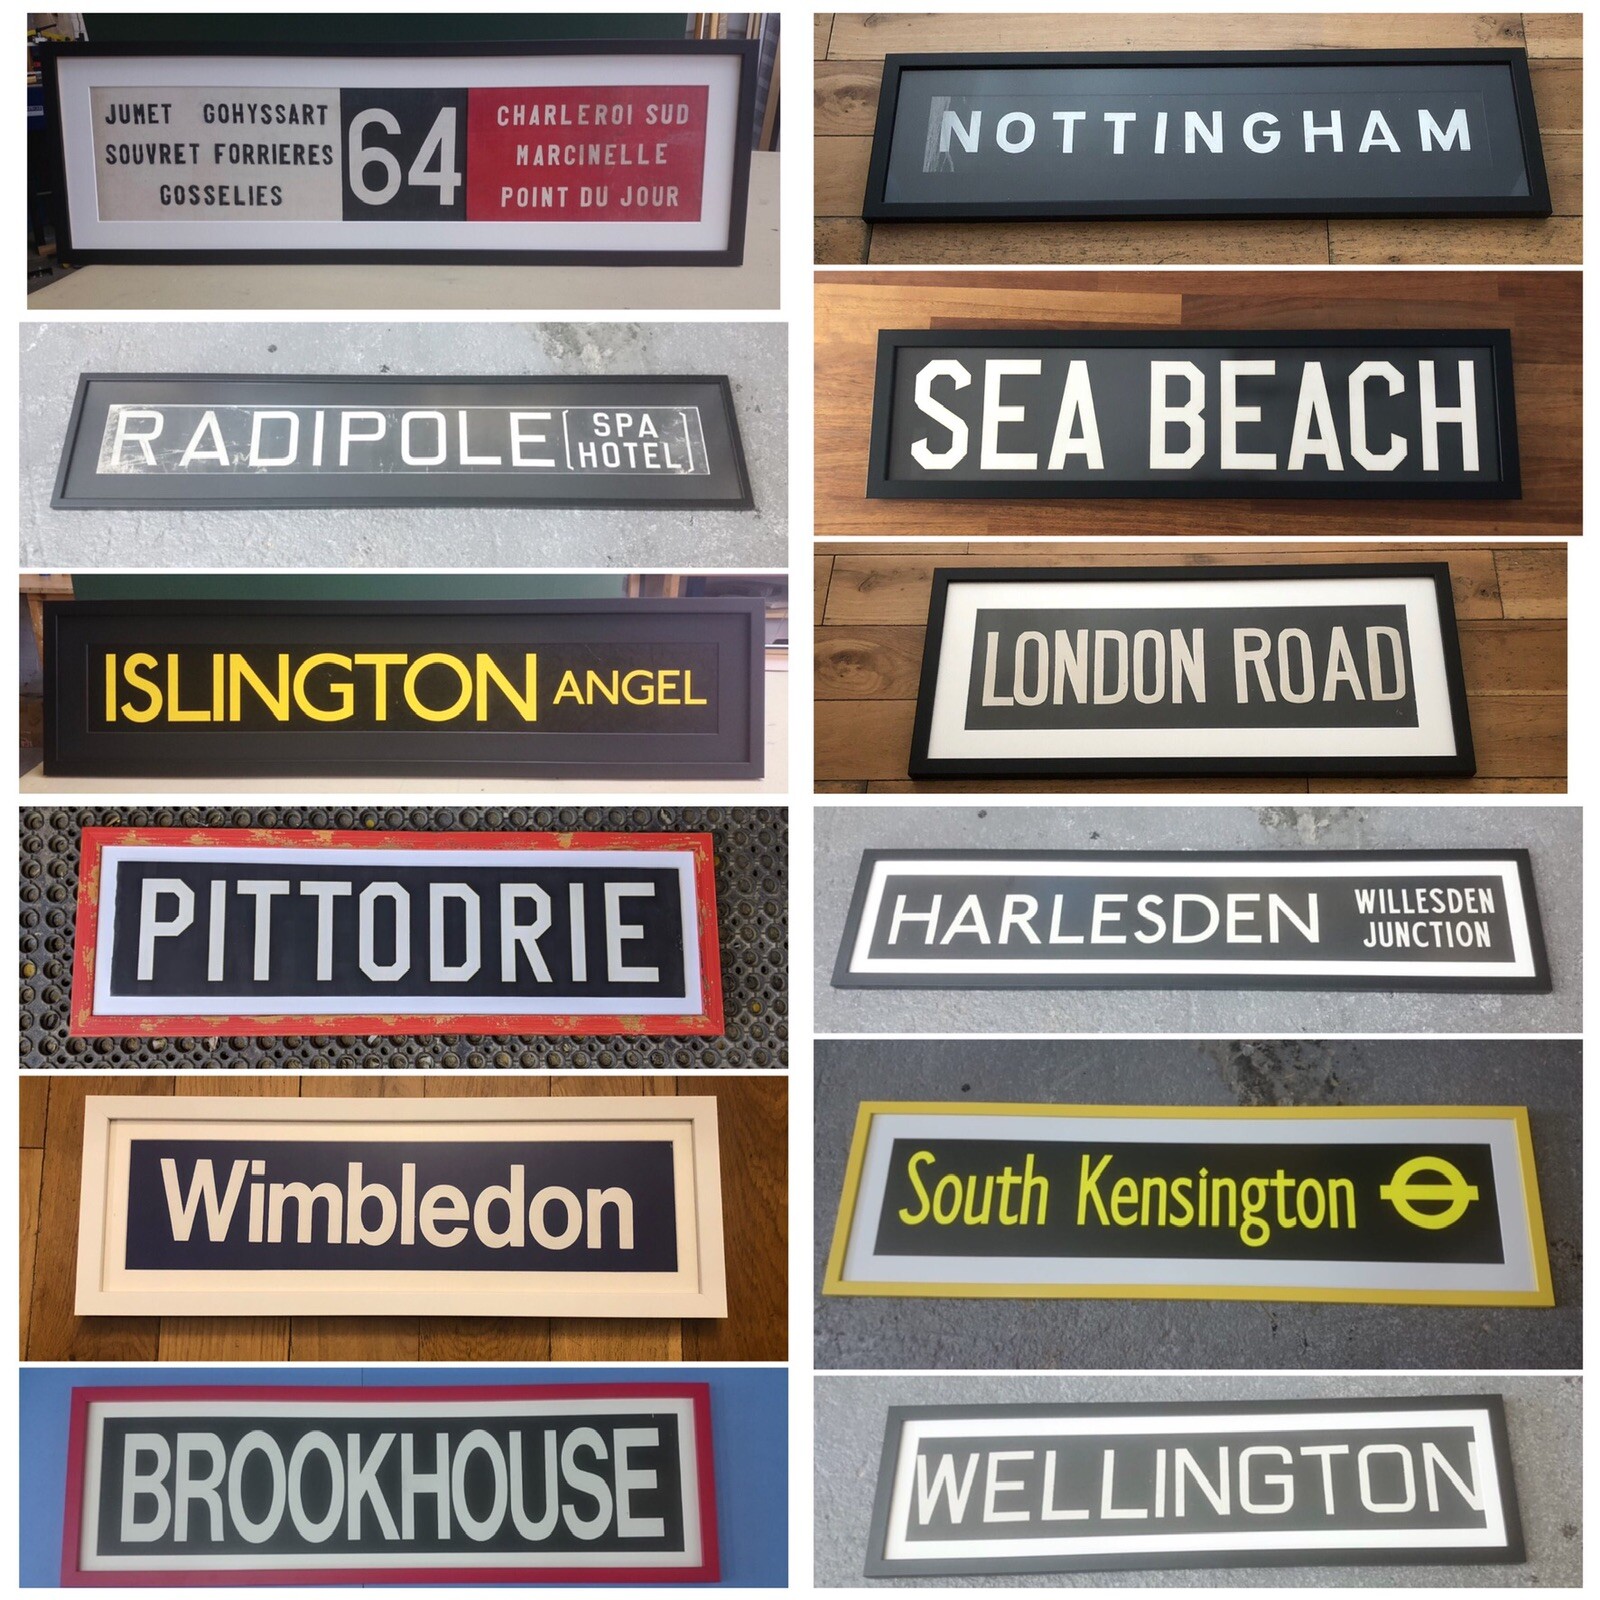 JUMET GOHYSSART
SOUVRET FORRIERES
GOSSELIES
64
CHARLEROI SUD
MARCINELLE
POINT DU JOUR
NOTTINGHAM
RADIPOLE [SPA HOTEL]
SEA BEACH
ISLINGTON ANGEL
LONDON ROAD
PITTODRIE
HARLESDEN
WILLESDEN
JUNCTION
Wimbledon
South Kensington
BROOKHOUSE
WELLINGTON